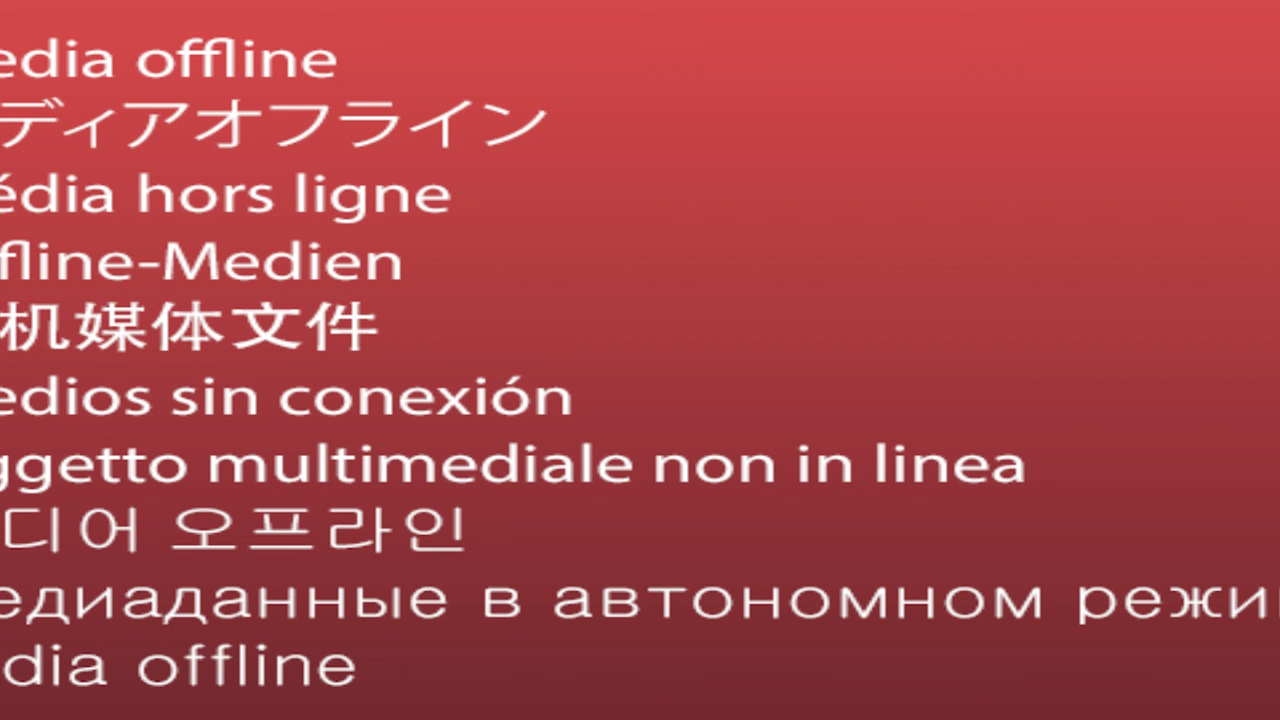 edia offline
ディアオフライン
édia hors ligne
fline-Medien
机媒体文件
edios sin conexión
ggetto multimediale non in linea
디어 오프라인
едиаданные в автономном режи
dia offline